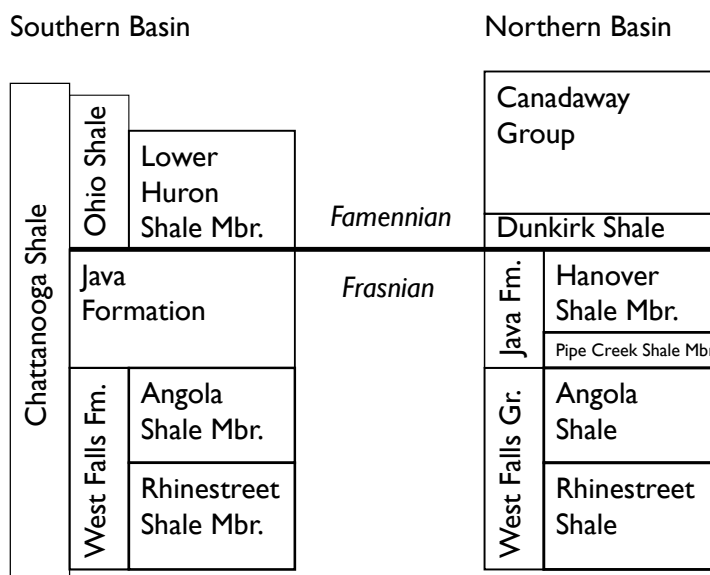 Southern Basin
Northern Basin
Chattanooga Shale
Ohio Shale
Lower
Huron
Shale Mbr.
Famennian
Canadaway
Group
Dunkirk Shale
Java
Formation
Frasnian
Java Fm.
Hanover
Shale Mbr.
Pipe Creek Shale Mbr
West Falls Fm.
Angola
Shale Mbr.
Rhinestreet
Shale Mbr.
West Falls Gr.
Angola
Shale
Rhinestreet
Shale